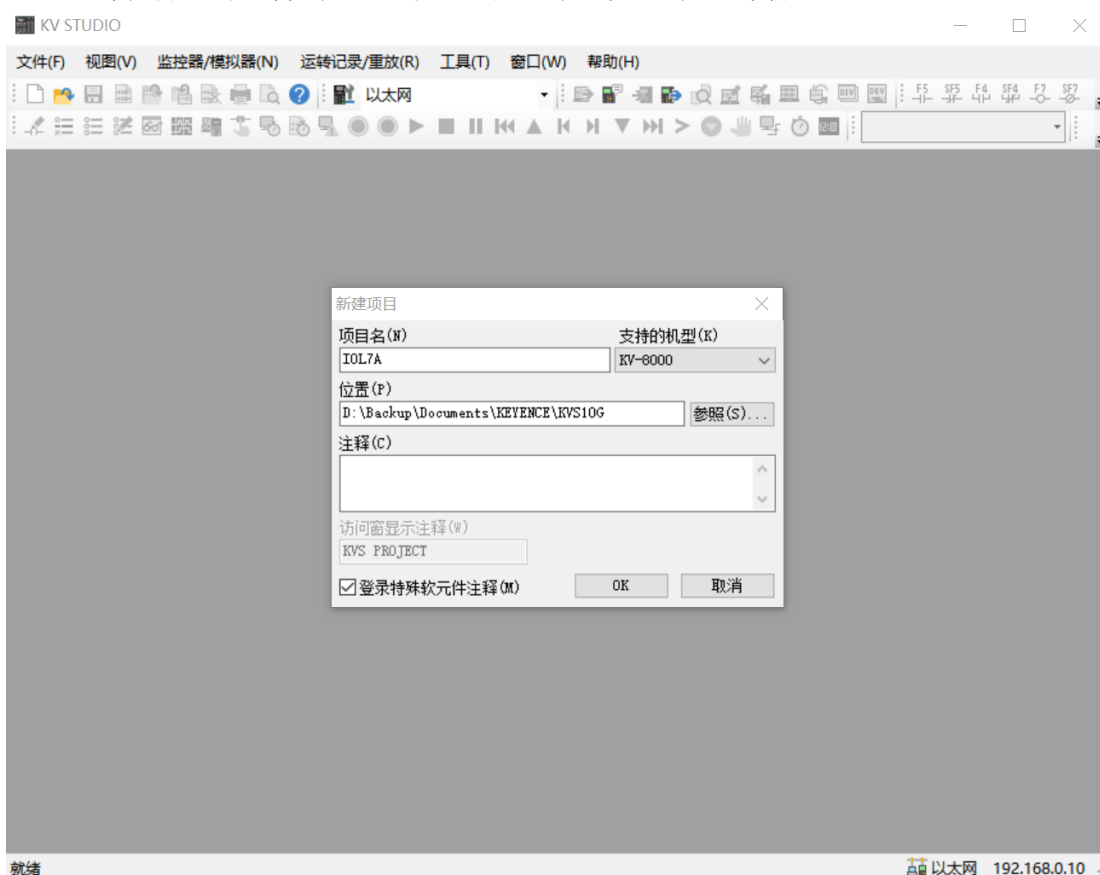 KV STUDIO
文件(F) 视图(V) 监控器/模拟器(N) 运转记录/重放(R) 工具(T) 窗口(W) 帮助(H)
以太网
F5 SF5 F4 SF4 F7 SF7
DEV DEV
新建项目
项目名(N) 支持的机型(K)
IOL7A KV-8000
位置(P)
D:\Backup\Documents\KEYENCE\KVS10G 参照(S)...
注释(C)
访问窗显示注释(W)
KVS PROJECT
登录特殊软元件注释(M) OK 取消
就绪 以太网 192.168.0.10